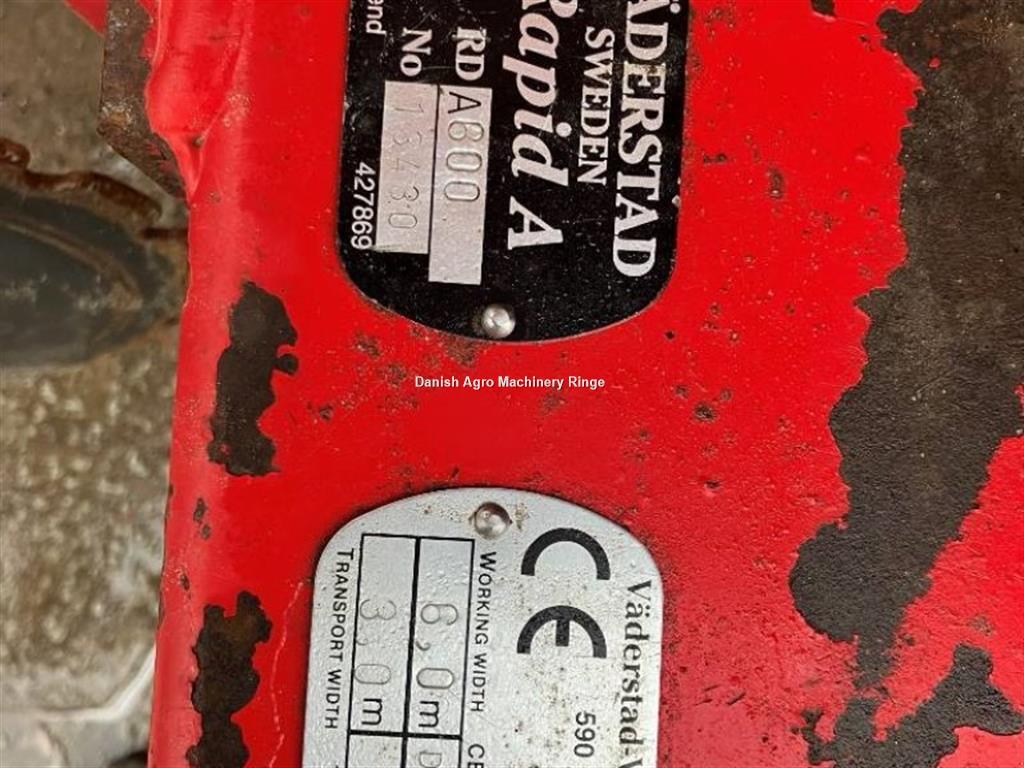 VÄDERSTAD
SWEDEN
Rapid A
RD A600
No 13430
427869
Danish Agro Machinery Ringe
Väderstad-V
590
CE
WORKING WIDTH
6,0m
3,0m
TRANSPORT WIDTH